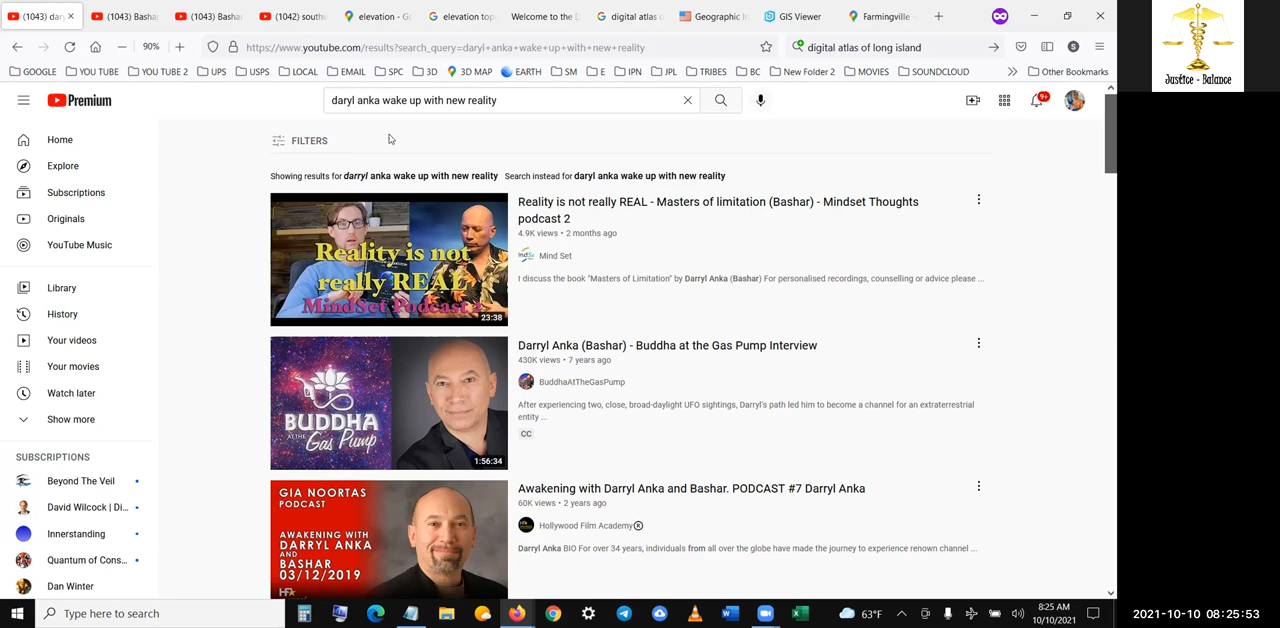 (1043) dary
(1043) Basha
(1043) Bashar
(1042) south
elevation - Go
elevation top
Welcome to the D
digital atlas o
Geographic In
GIS Viewer
Farmingville
90%
https://www.youtube.com/results?search_query=daryl+anka+wake+up+with+new+reality
digital atlas of long island
GOOGLE YOU TUBE YOU TUBE 2 UPS USPS LOCAL EMAIL SPC 3D 3D MAP EARTH SM E IPN JPL TRIBES BC New Folder 2 MOVIES SOUNDCLOUD Other Bookmarks
Justice - Balance
Premium
daryl anka wake up with new reality
9+
Home
Explore
Subscriptions
Originals
YouTube Music
Library
History
Your videos
Your movies
Watch later
Show more
SUBSCRIPTIONS
Beyond The Veil
David Wilcock | Di...
Innerstanding
Quantum of Cons...
Dan Winter
FILTERS
Showing results for darryl anka wake up with new reality Search instead for daryl anka wake up with new reality
Reality is not
really REAL
MindSet Podcast 2
23:38
Reality is not really REAL - Masters of limitation (Bashar) - Mindset Thoughts
podcast 2
4.9K views • 2 months ago
Mind Set
I discuss the book "Masters of Limitation" by Darryl Anka (Bashar) For personalised recordings, counselling or advice please ...
BUDDHA
AT THE
Gas Pump
1:56:34
Darryl Anka (Bashar) - Buddha at the Gas Pump Interview
430K views • 7 years ago
BuddhaAtTheGasPump
After experiencing two, close, broad-daylight UFO sightings, Darryl's path led him to become a channel for an extraterrestrial
entity ...
CC
GIA NOORTAS
PODCAST
AWAKENING WITH
DARRYL ANKA
AND
BASHAR
03/12/2019
Awakening with Darryl Anka and Bashar. PODCAST #7 Darryl Anka
60K views • 2 years ago
Hollywood Film Academy®
Darryl Anka BIO For over 34 years, individuals from all over the globe have made the journey to experience renown channel ...
Type here to search
63°F
8:25 AM
10/10/2021
2021-10-10 08:25:53